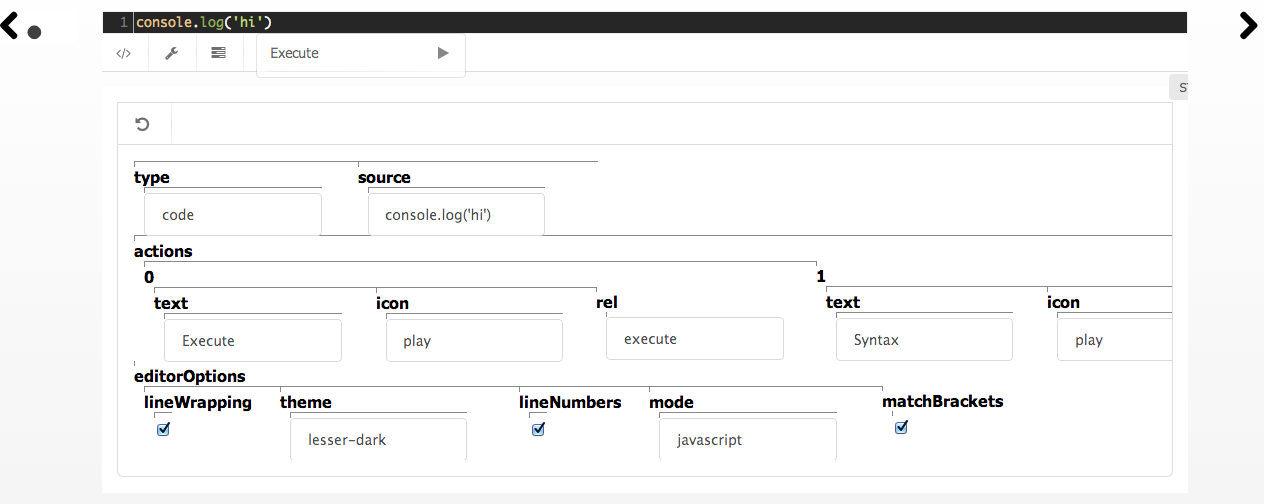 1 console.log('hi')
</> Execute
type source
code console.log('hi')
actions
0 1
text icon rel text icon
Execute play execute Syntax play
editorOptions
lineWrapping theme lineNumbers mode matchBrackets
lesser-dark javascript